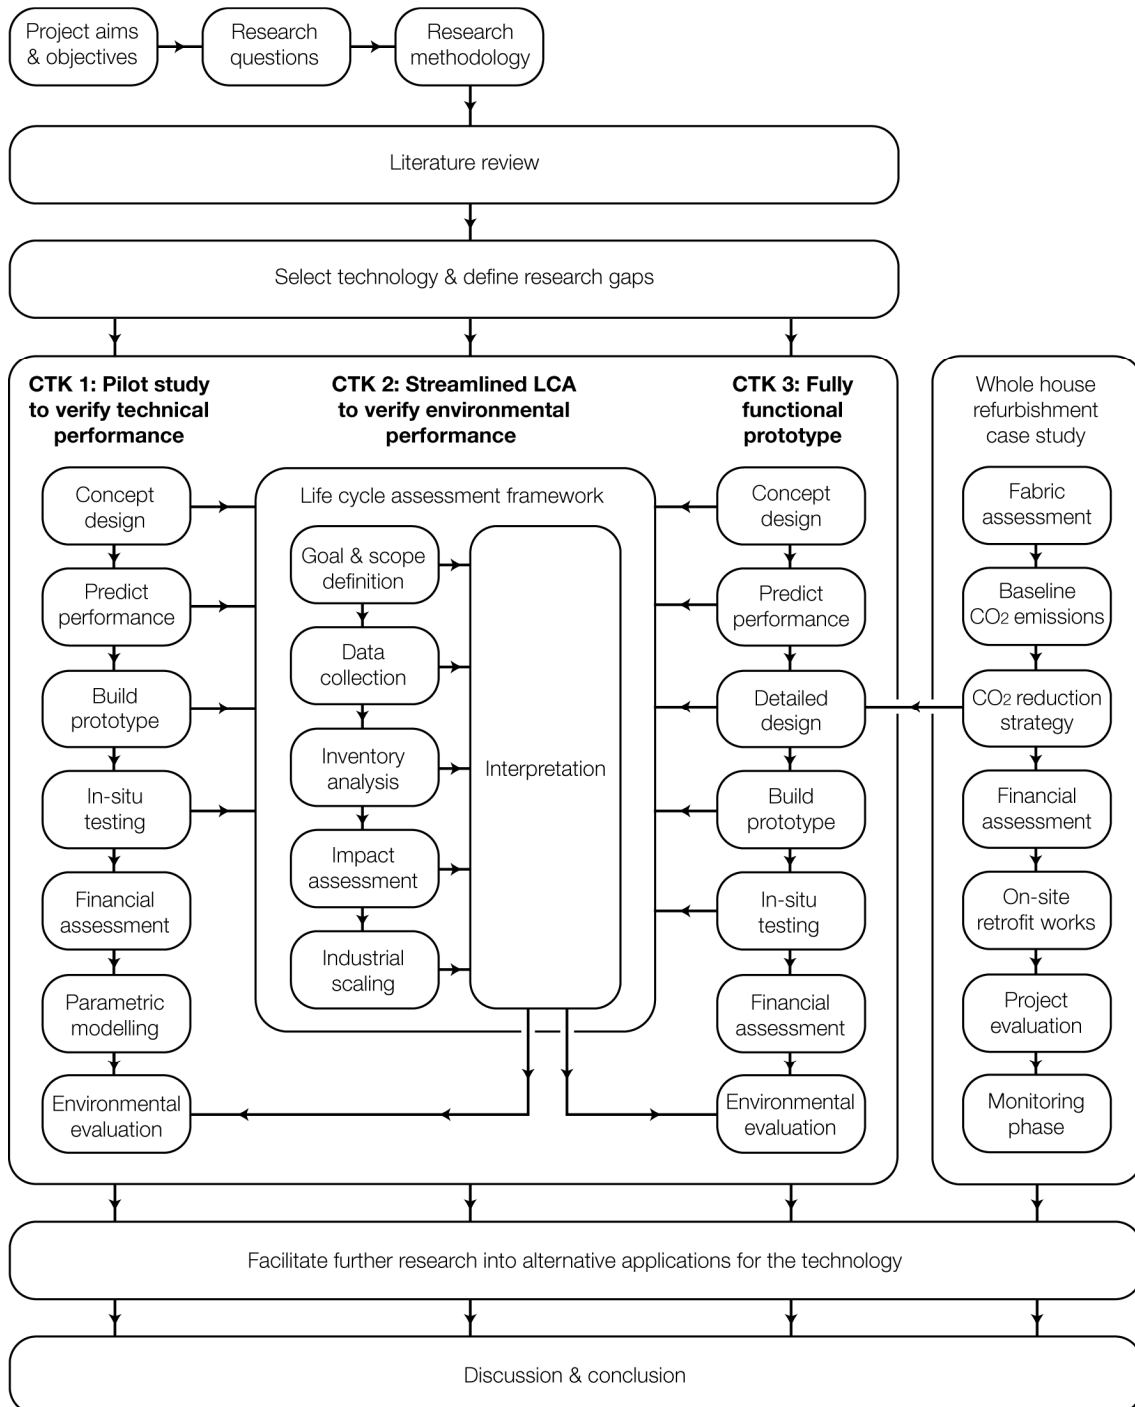 Project aims
& objectives
Research
questions
Research
methodology
Literature review
Select technology & define research gaps
CTK 1: Pilot study
to verify technical
performance
Concept
design
Predict
performance
Build
prototype
In-situ
testing
Financial
assessment
Parametric
modelling
Environmental
evaluation
CTK 2: Streamlined LCA
to verify environmental
performance
Life cycle assessment framework
Goal & scope
definition
Data
collection
Inventory
analysis
Impact
assessment
Industrial
scaling
Interpretation
CTK 3: Fully
functional
prototype
Concept
design
Predict
performance
Detailed
design
Build
prototype
In-situ
testing
Financial
assessment
Environmental
evaluation
Whole house
refurbishment
case study
Fabric
assessment
Baseline
CO2 emissions
CO2 reduction
strategy
Financial
assessment
On-site
retrofit works
Project
evaluation
Monitoring
phase
Facilitate further research into alternative applications for the technology
Discussion & conclusion